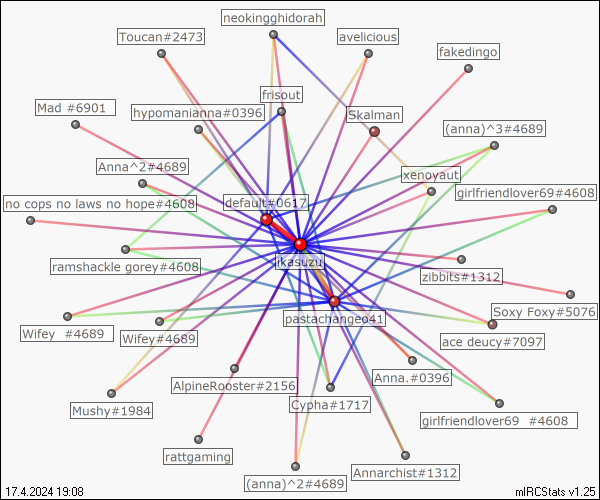 neokingghidorah
Toucan#2473
avelicious
fakedingo
frisout
Mad #6901
hypomanianna#0396
Skalman
(anna)^3#4689
Anna^2#4689
xenoyaut
girlfriendlover69#4608
no cops no laws no hope#4608
default#0617
ikasuzu
ramshackle gorey#4608
zibbits#1312
Soxy Foxy#5076
pastachangeo41
Wifey #4689
Wifey#4689
ace deucy#7097
Anna.#0396
AlpineRooster#2156
Cypha#1717
Mushy#1984
girlfriendlover69 #4608
rattgaming
Annarchist#1312
(anna)^2#4689
17.4.2024 19:08
mIRCStats v1.25